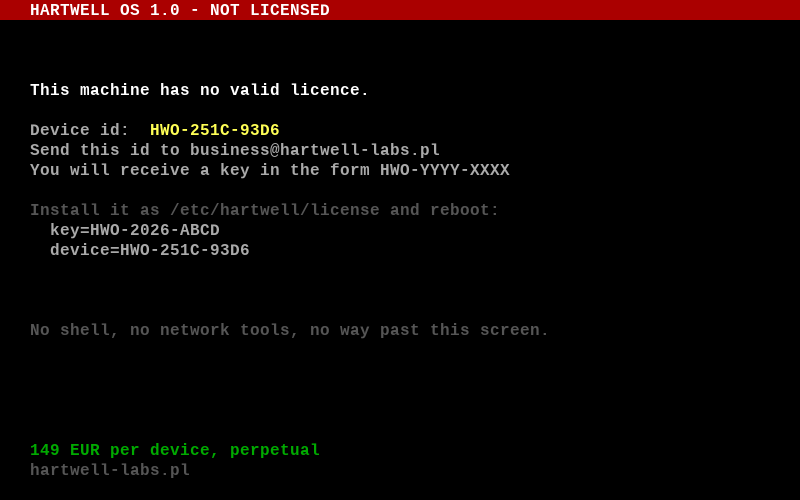 HARTWELL OS 1.0 - NOT LICENSED
This machine has no valid licence.
Device id:  HWO-251C-93D6
Send this id to business@hartwell-labs.pl
You will receive a key in the form HWO-YYYY-XXXX
Install it as /etc/hartwell/license and reboot:
key=HWO-2026-ABCD
device=HWO-251C-93D6
No shell, no network tools, no way past this screen.
149 EUR per device, perpetual
hartwell-labs.pl